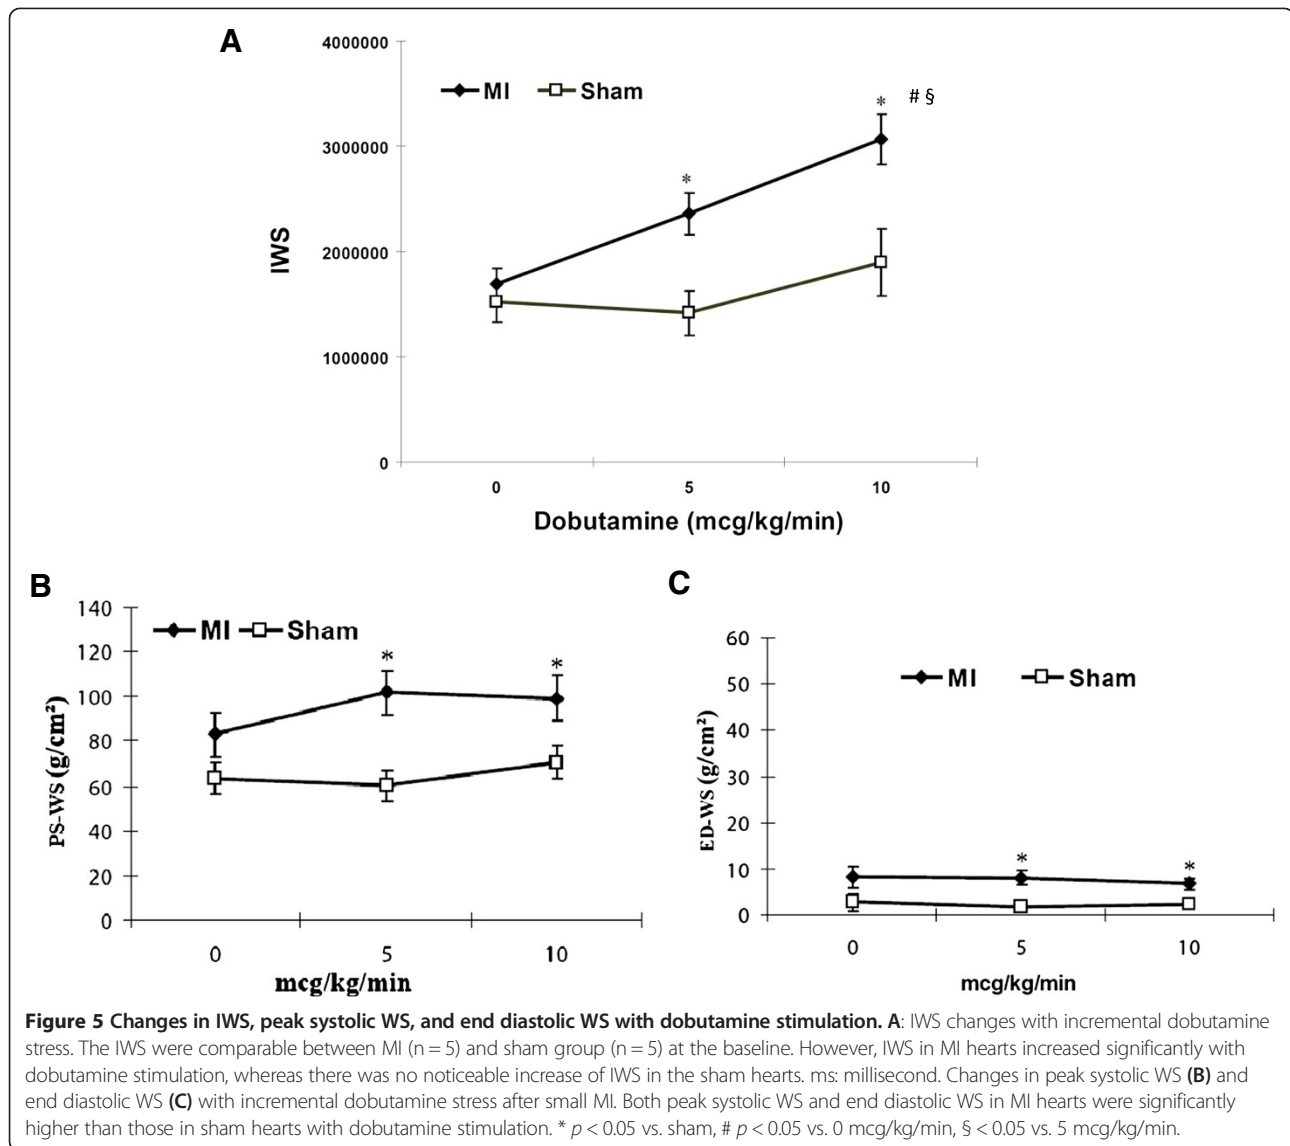 A
4000000
MI Sham
* # §
3000000
*
2000000
IWS
1000000
0
0 5 10
Dobutamine (mcg/kg/min)
B
140
MI Sham
120
* *
100
80
PS-WS (g/cm²)
60
40
20
0
0 5 10
mcg/kg/min
C
60
MI Sham
50
40
30
ED-WS (g/cm²)
20
10
* *
0
0 5 10
mcg/kg/min
Figure 5 Changes in IWS, peak systolic WS, and end diastolic WS with dobutamine stimulation. A: IWS changes with incremental dobutamine
stress. The IWS were comparable between MI (n = 5) and sham group (n = 5) at the baseline. However, IWS in MI hearts increased significantly with
dobutamine stimulation, whereas there was no noticeable increase of IWS in the sham hearts. ms: millisecond. Changes in peak systolic WS (B) and
end diastolic WS (C) with incremental dobutamine stress after small MI. Both peak systolic WS and end diastolic WS in MI hearts were significantly
higher than those in sham hearts with dobutamine stimulation. * p < 0.05 vs. sham, # p < 0.05 vs. 0 mcg/kg/min, § < 0.05 vs. 5 mcg/kg/min.